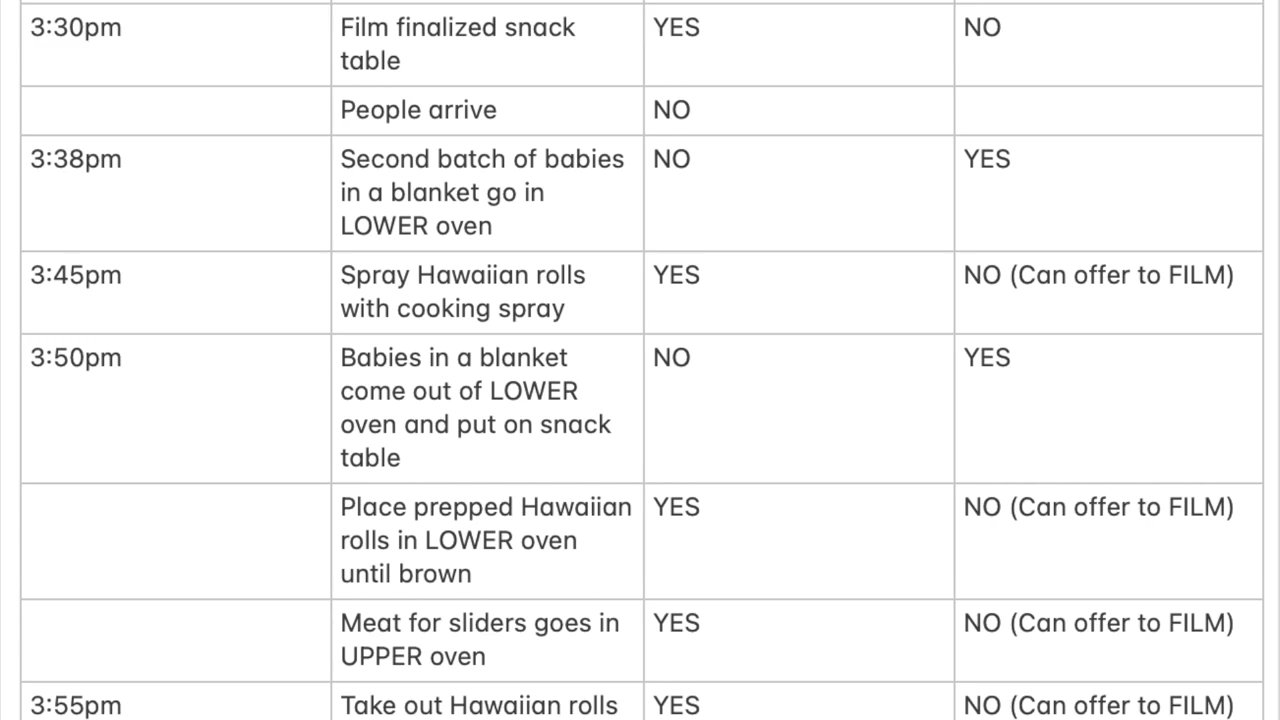 3:30pm
Film finalized snack
table
YES
NO
People arrive
NO
3:38pm
Second batch of babies
in a blanket go in
LOWER oven
NO
YES
3:45pm
Spray Hawaiian rolls
with cooking spray
YES
NO (Can offer to FILM)
3:50pm
Babies in a blanket
come out of LOWER
oven and put on snack
table
NO
YES
Place prepped Hawaiian
rolls in LOWER oven
until brown
YES
NO (Can offer to FILM)
Meat for sliders goes in
UPPER oven
YES
NO (Can offer to FILM)
3:55pm
Take out Hawaiian rolls
YES
NO (Can offer to FILM)